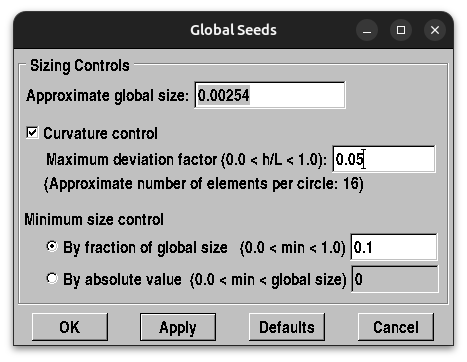 Global Seeds
Sizing Controls
Approximate global size: 0.00254
Curvature control
Maximum deviation factor (0.0 < h/L < 1.0): 0.05
(Approximate number of elements per circle: 16)
Minimum size control
By fraction of global size (0.0 < min < 1.0) 0.1
By absolute value (0.0 < min < global size) 0
OK Apply Defaults Cancel